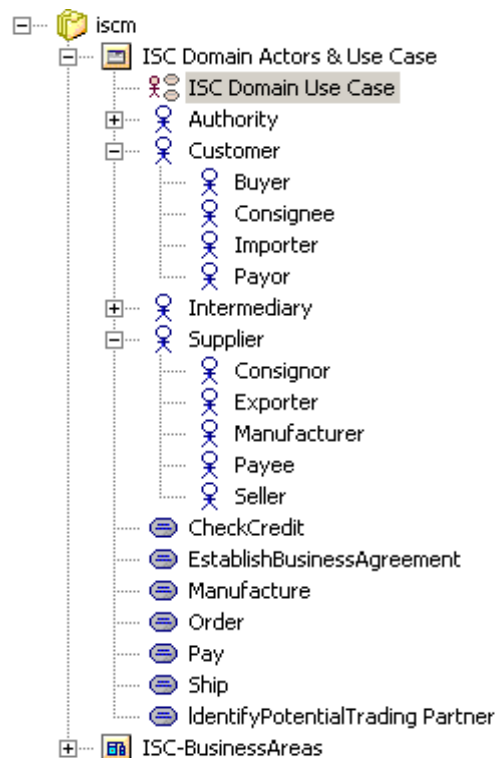 iscm
ISC Domain Actors & Use Case
ISC Domain Use Case
Authority
Customer
Buyer
Consignee
Importer
Payor
Intermediary
Supplier
Consignor
Exporter
Manufacturer
Payee
Seller
CheckCredit
EstablishBusinessAgreement
Manufacture
Order
Pay
Ship
IdentifyPotentialTrading Partner
ISC-BusinessAreas